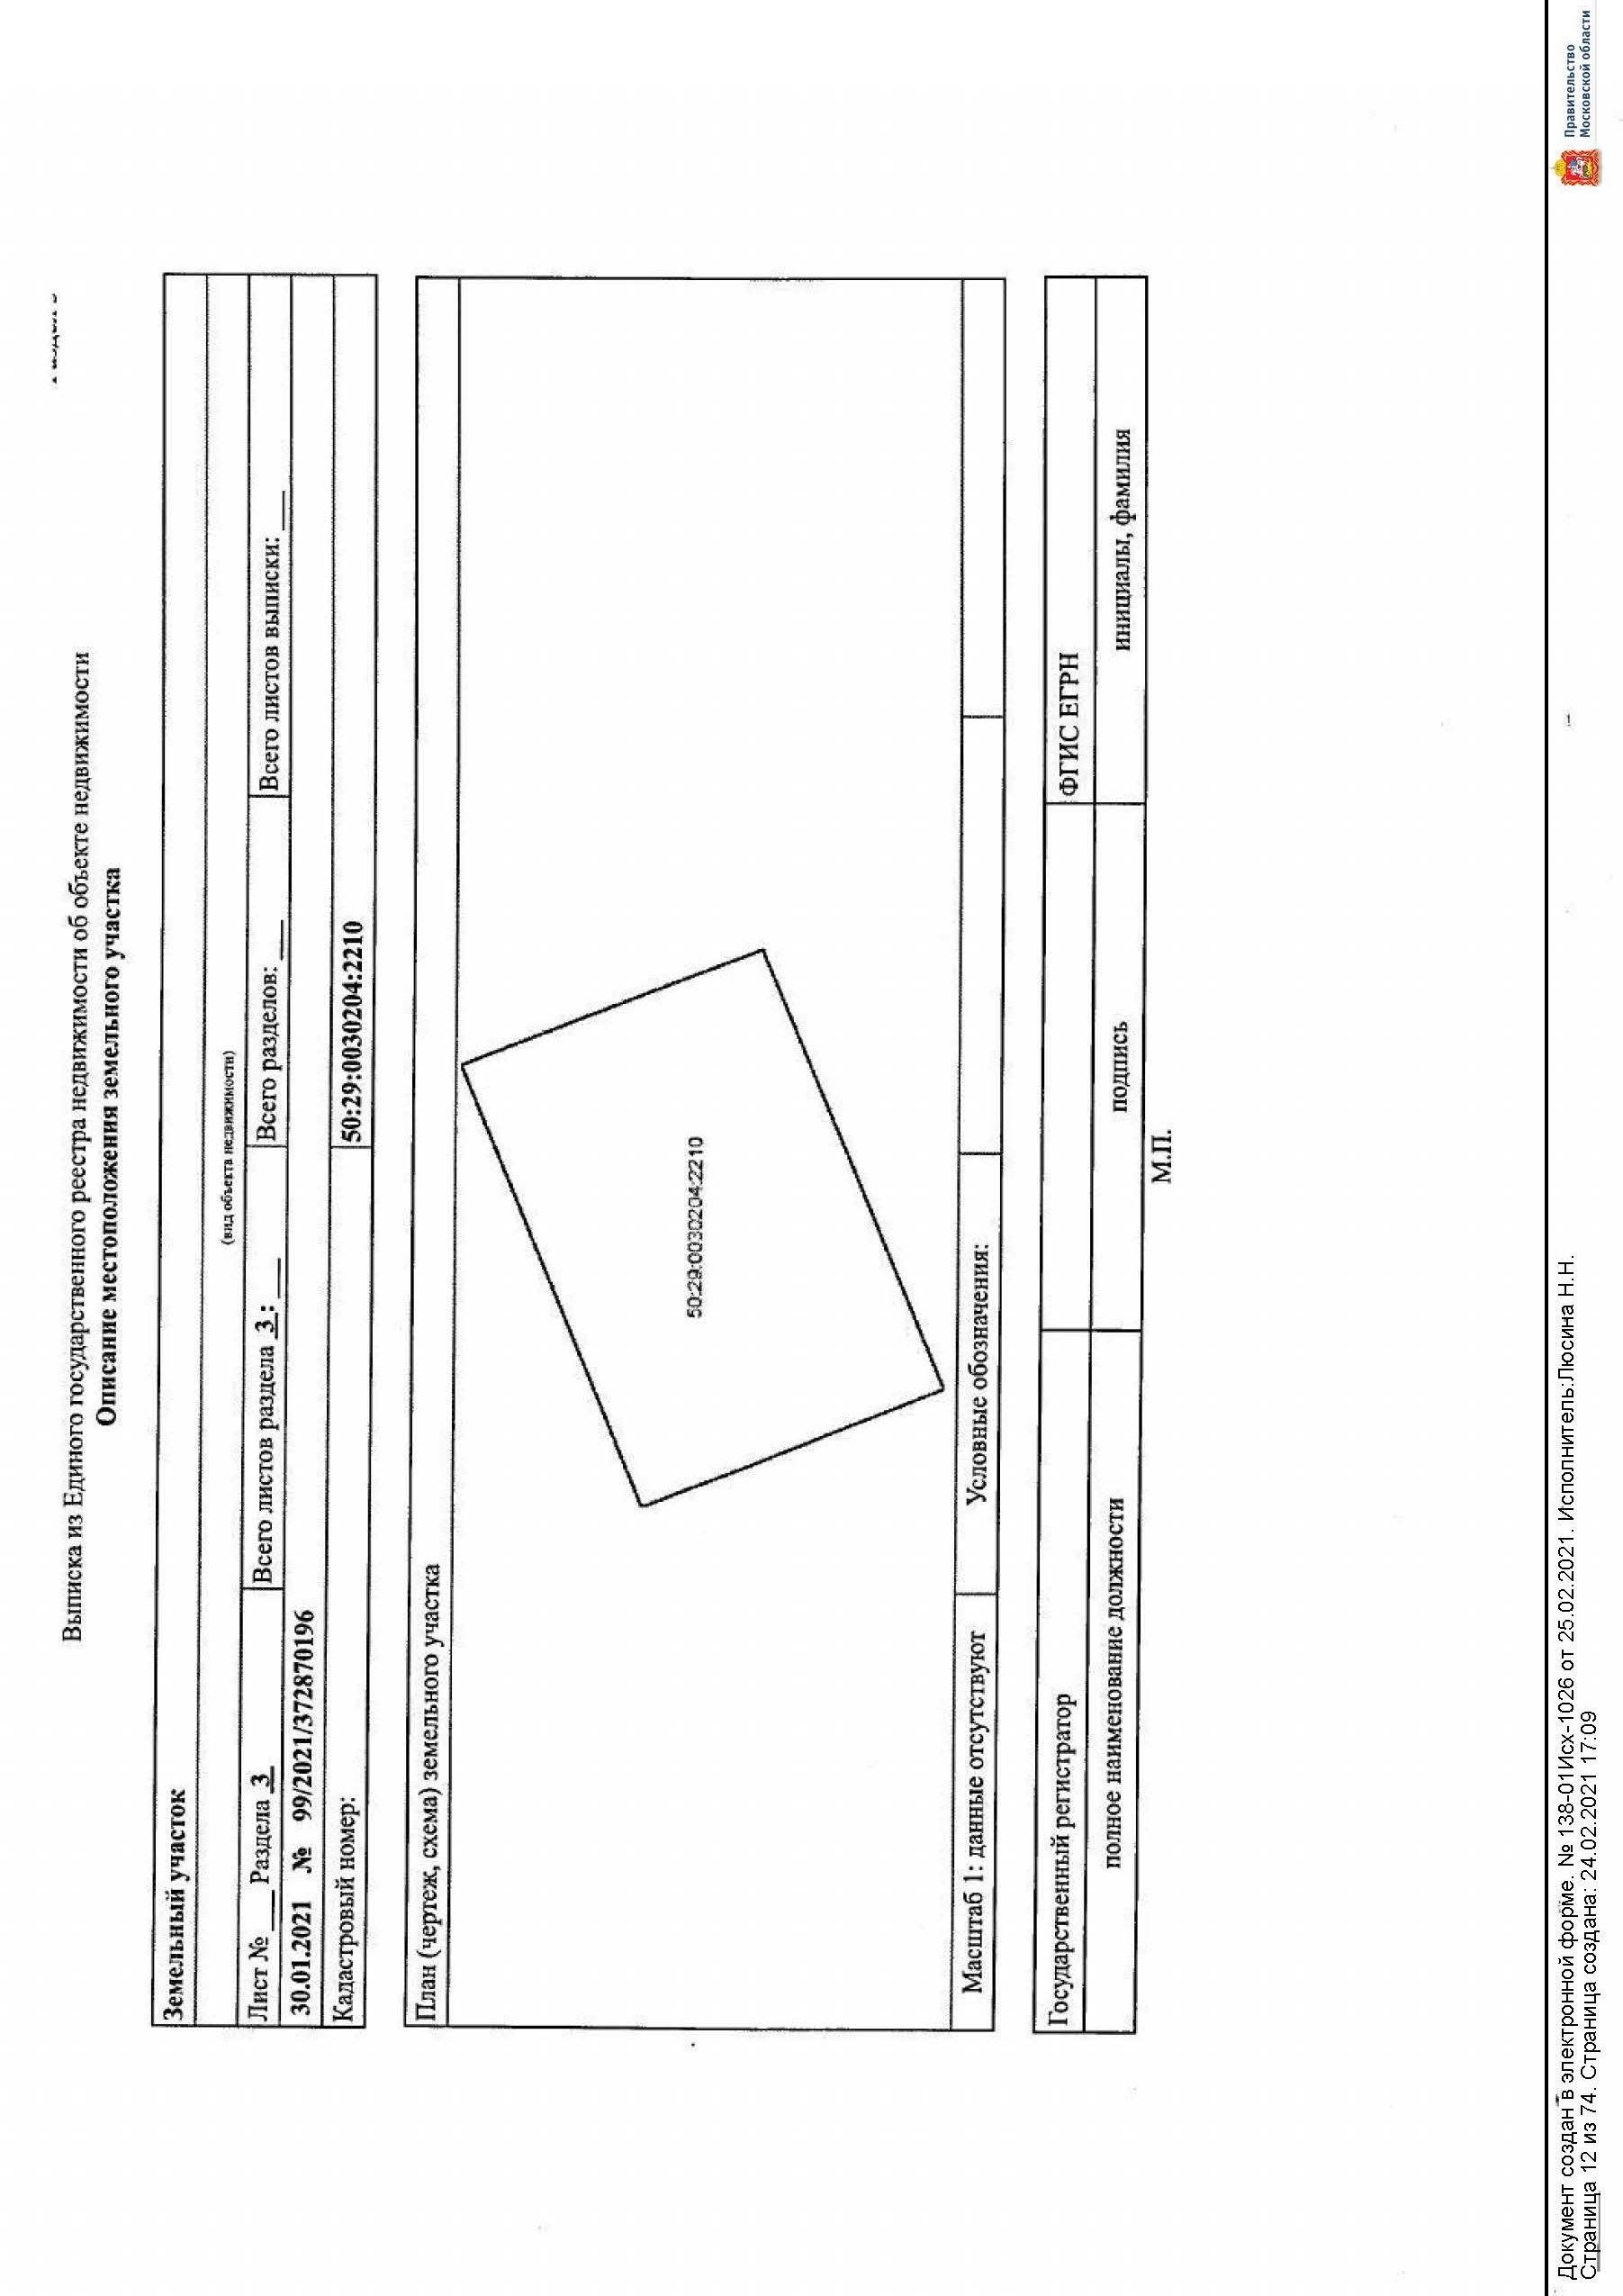 Выписка из Единого государственного реестра недвижимости об объекте недвижимости
Описание местоположения земельного участка
Земельный участок
(вид объекта недвижимости)
Лист № ___ Раздела 3
Всего листов раздела 3: ___
Всего разделов: ___
Всего листов выписки: ___
30.01.2021 № 99/2021/372870196
Кадастровый номер:
50:29:0030204:2210
План (чертеж, схема) земельного участка
50:29:0030204:2210
Масштаб 1: данные отсутствуют
Условные обозначения:
Государственный регистратор
ФГИС ЕГРН
полное наименование должности
подпись
инициалы, фамилия
М.П.
Документ создан в электронной форме. № 138-01Исх-1026 от 25.02.2021. Исполнитель:Люсина Н.Н.
Страница 12 из 74. Страница создана: 24.02.2021 17:09
Правительство
Московской области